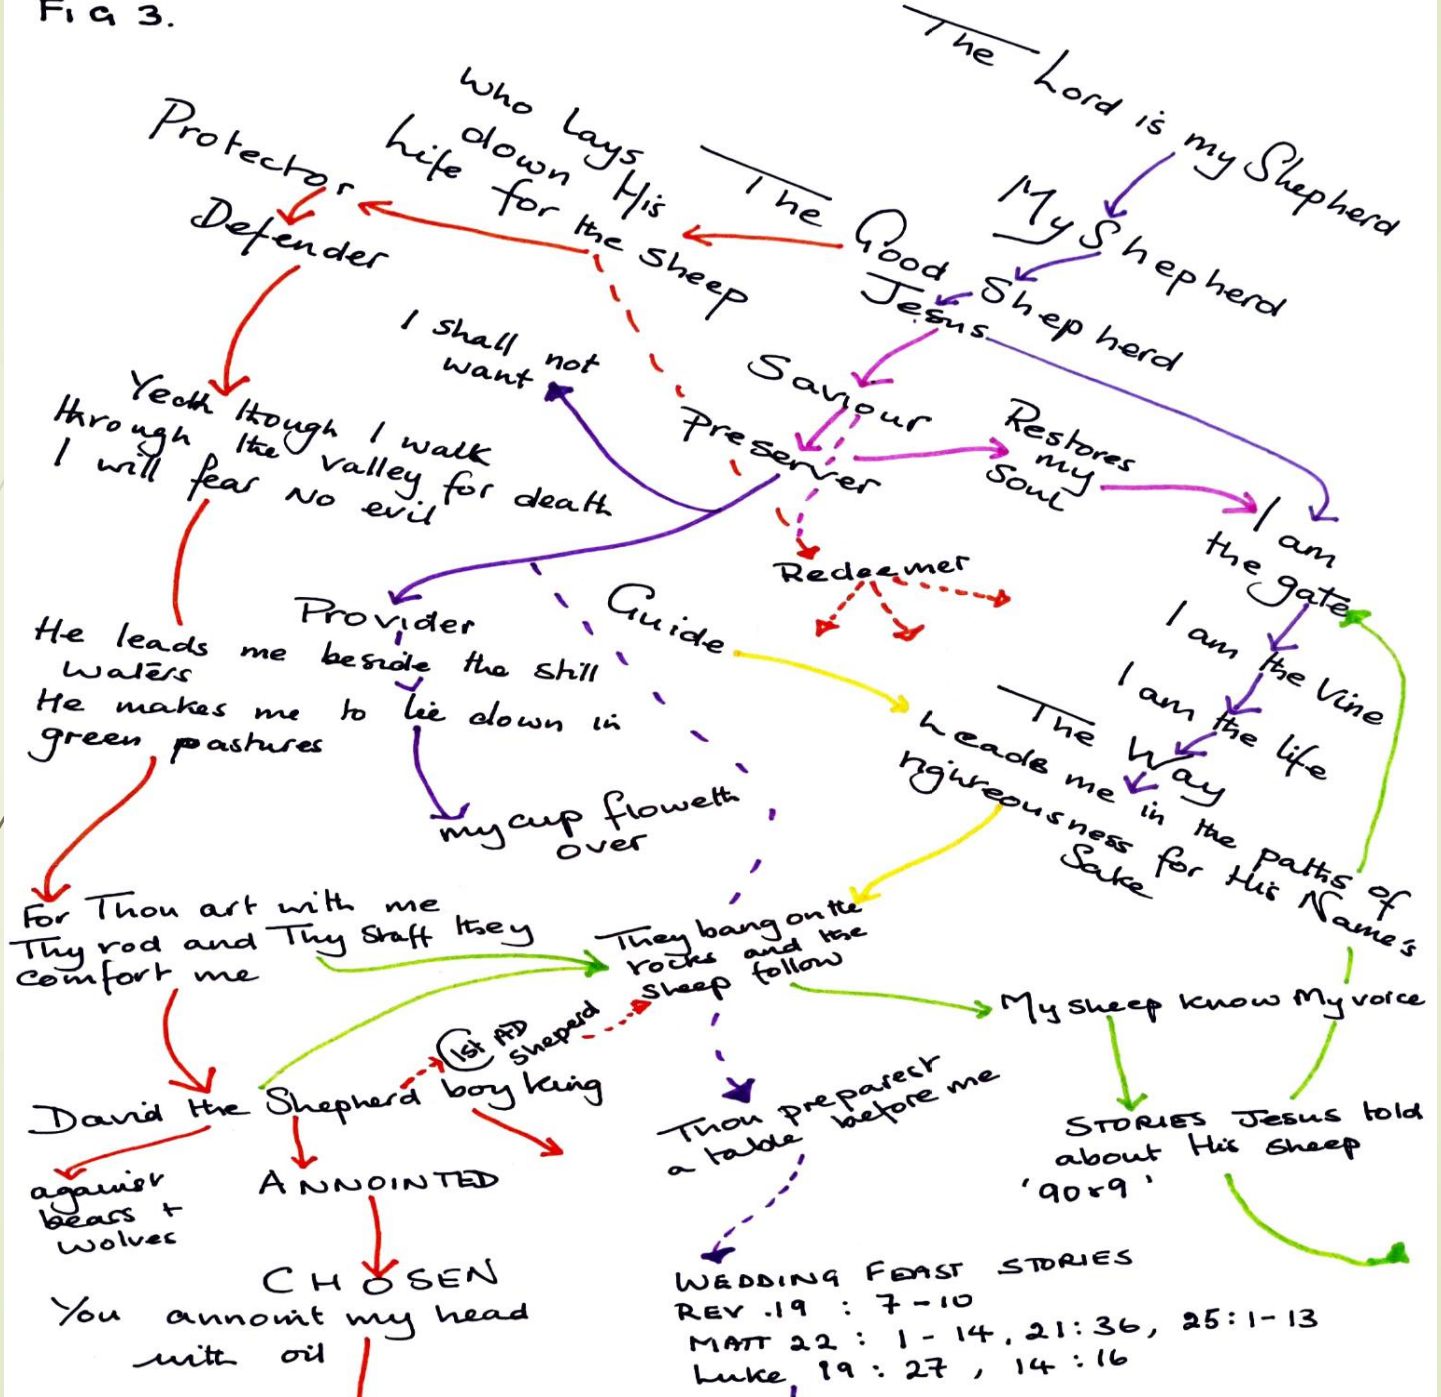 FIG 3.
The Lord is my Shepherd
My Shepherd
The Good Shepherd
Jesus
who lays
down His
life for the sheep
Protector
Defender
I shall not
want
Saviour
Preserver
Restores
my
soul
Yeath though I walk
through the valley for death
I will fear No evil
I am
the gate
Redeemer
Guide
Provider
He leads me beside the still
waters
He makes me to lie down in
green pastures
I am the Vine
I am the life
The Way
Leads me in the paths of
righreousness for His Name's
Sake
my cup floweth
over
For Thou art with me
Thy rod and Thy Staff they
comfort me
They bang on the
rocks and the
sheep follow
My sheep know My voice
1st AD
Sheperd
David the Shepherd boy king
Thou preparest
a table before me
STORIES Jesus told
about His Sheep
'90+9'
against
bears +
wolves
ANNOINTED
CHOSEN
You annoint my head
with oil
WEDDING FEAST STORIES
REV.19 : 7-10
MATT 22 : 1-14, 21:36, 25:1-13
Luke 19 : 27, 14:16